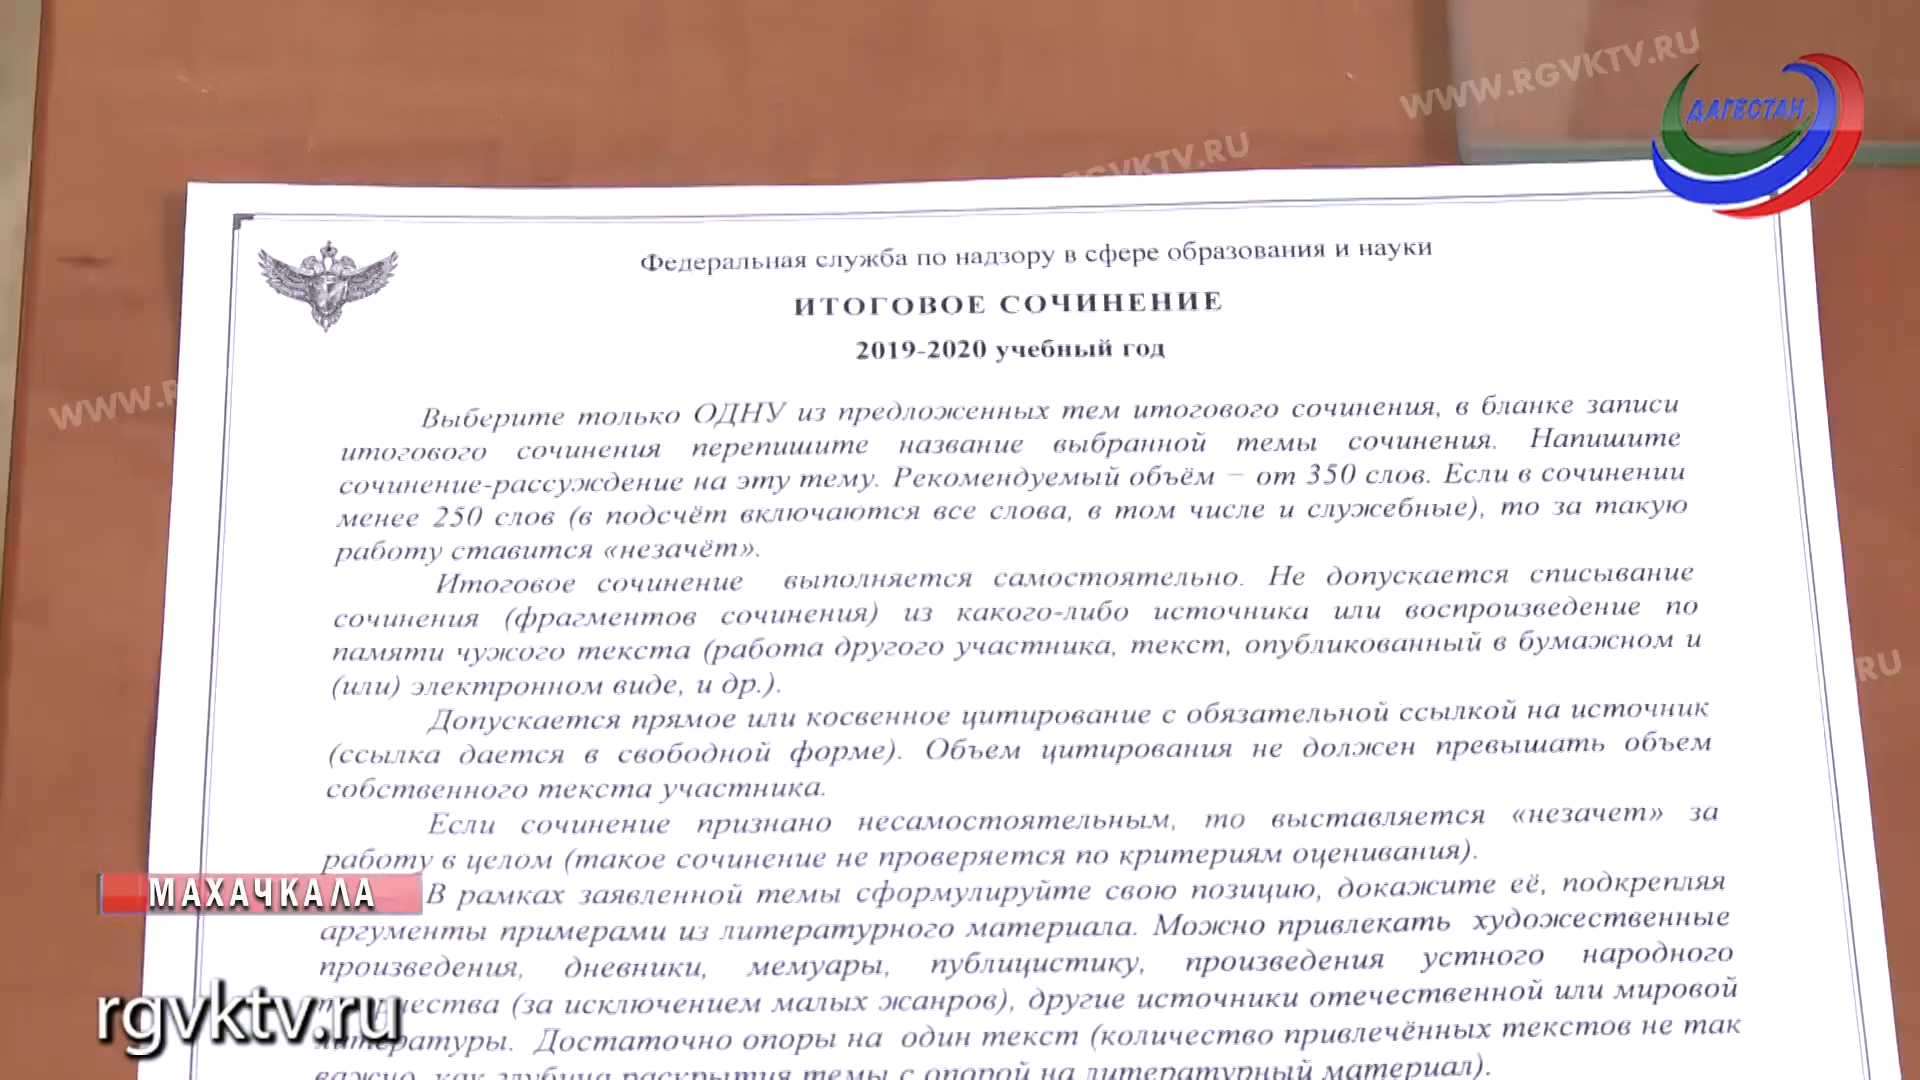 WWW.RGVKTV.RU
ДАГЕСТАН
RGVKTV.RU
Федеральная служба по надзору в сфере образования и науки
ИТОГОВОЕ СОЧИНЕНИЕ
2019-2020 учебный год
WWW.R
Выберите только ОДНУ из предложенных тем итогового сочинения, в бланке записи
итогового сочинения перепишите название выбранной темы сочинения. Напишите
сочинение-рассуждение на эту тему. Рекомендуемый объём – от 350 слов. Если в сочинении
менее 250 слов (в подсчёт включаются все слова, в том числе и служебные), то за такую
работу ставится «незачёт».
Итоговое сочинение выполняется самостоятельно. Не допускается списывание
сочинения (фрагментов сочинения) из какого-либо источника или воспроизведение по
памяти чужого текста (работа другого участника, текст, опубликованный в бумажном и
(или) электронном виде, и др.).
RU
Допускается прямое или косвенное цитирование с обязательной ссылкой на источник
(ссылка дается в свободной форме). Объем цитирования не должен превышать объем
собственного текста участника.
Если сочинение признано несамостоятельным, то выставляется «незачет» за
работу в целом (такое сочинение не проверяется по критериям оценивания).
МАХАЧКАЛА
В рамках заявленной темы сформулируйте свою позицию, докажите её, подкрепляя
аргументы примерами из литературного материала. Можно привлекать художественные
произведения, дневники, мемуары, публицистику, произведения устного народного
творчества (за исключением малых жанров), другие источники отечественной или мировой
rgvktv.ru
литературы. Достаточно опоры на один текст (количество привлечённых текстов не так
важно, как глубина раскрытия темы с опорой на литературный материал).